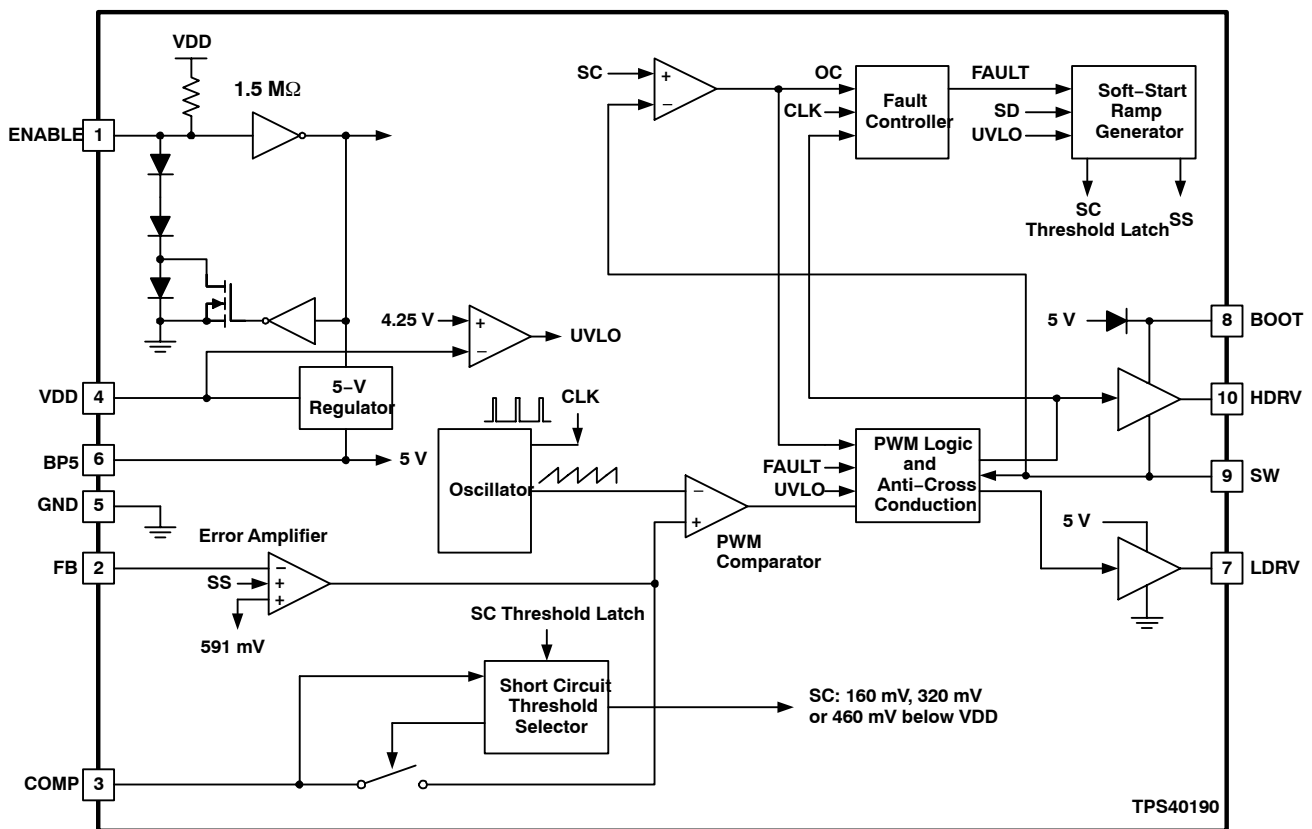 VDD
1.5 MΩ
ENABLE
1
SC
+
−
OC
CLK
Fault
Controller
FAULT
SD
UVLO
Soft−Start
Ramp
Generator
SC
Threshold Latch
SS
4.25 V
+
−
UVLO
5 V
8
BOOT
VDD
4
5−V
Regulator
CLK
10
HDRV
BP5
6
5 V
Oscillator
FAULT
UVLO
PWM Logic
and
Anti−Cross
Conduction
9
SW
GND
5
−
+
PWM
Comparator
5 V
Error Amplifier
FB
2
−
SS
+
+
591 mV
7
LDRV
SC Threshold Latch
Short Circuit
Threshold
Selector
SC: 160 mV, 320 mV
or 460 mV below VDD
COMP
3
TPS40190